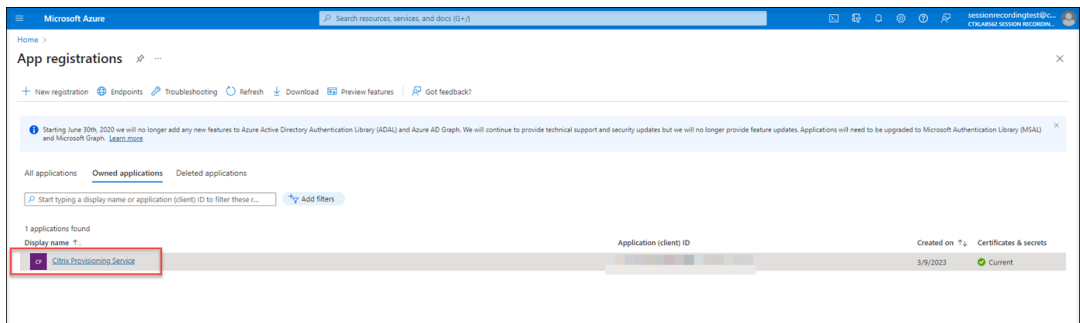 Microsoft Azure
Search resources, services, and docs (G+/)
sessionrecordingtest@c...
CTXLAB562 SESSION RECORDIN...
Home >
App registrations
...
New registration Endpoints Troubleshooting Refresh Download Preview features Got feedback?
Starting June 30th, 2020 we will no longer add any new features to Azure Active Directory Authentication Library (ADAL) and Azure AD Graph. We will continue to provide technical support and security updates but we will no longer provide feature updates. Applications will need to be upgraded to Microsoft Authentication Library (MSAL)
and Microsoft Graph. Learn more
All applications Owned applications Deleted applications
Start typing a display name or application (client) ID to filter these r... Add filters
1 applications found
Display name Application (client) ID Created on Certificates & secrets
CP Citrix Provisioning Service 3/9/2023 Current